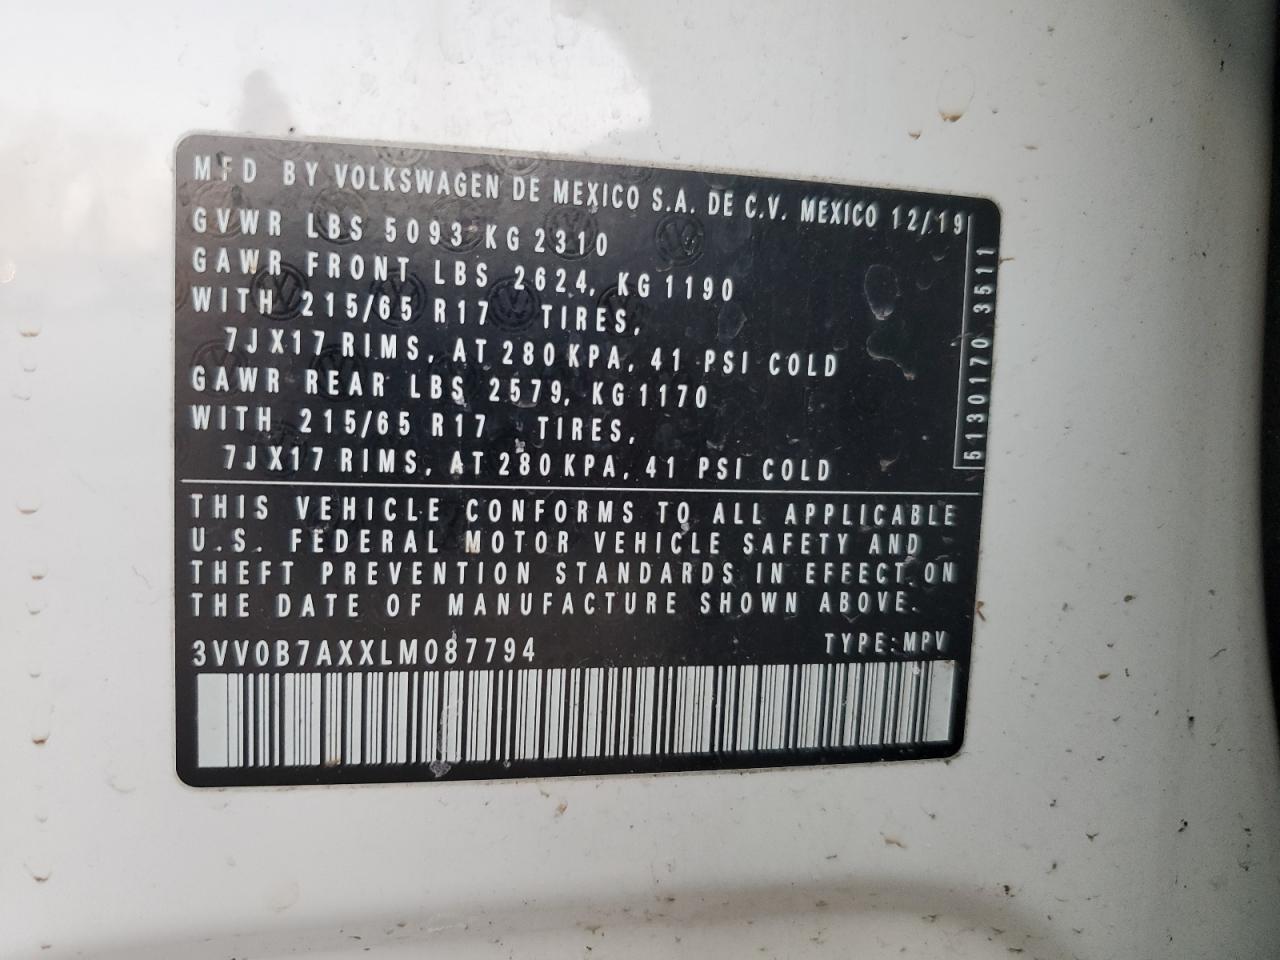 MFD BY VOLKSWAGEN DE MEXICO S.A. DE C.V. MEXICO 12/19
GVWR LBS 5093 KG 2310
GAWR FRONT LBS 2624, KG 1190
WITH 215/65 R17 TIRES,
7JX17 RIMS, AT 280 KPA, 41 PSI COLD
GAWR REAR LBS 2579, KG 1170
WITH 215/65 R17 TIRES,
7JX17 RIMS, AT 280 KPA, 41 PSI COLD
5130170 3511
THIS VEHICLE CONFORMS TO ALL APPLICABLE
U.S. FEDERAL MOTOR VEHICLE SAFETY AND
THEFT PREVENTION STANDARDS IN EFFECT ON
THE DATE OF MANUFACTURE SHOWN ABOVE.
3VV0B7AXXLM087794 TYPE: MPV